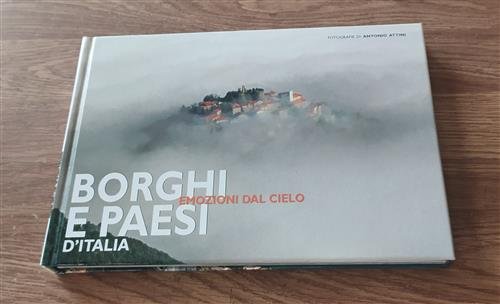 FOTOGRAFIE DI ANTONIO ATTINI
BORGHI
EMOZIONI DAL CIELO
E PAESI
D'ITALIA